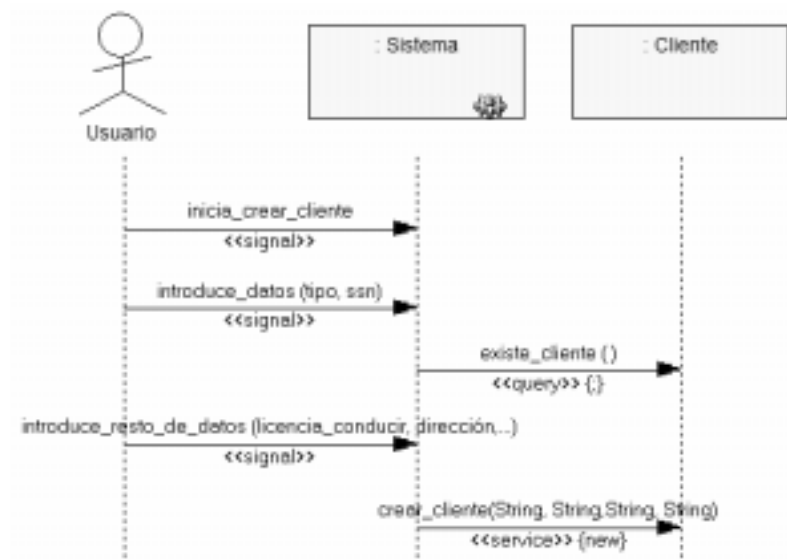 : Sistema
: Cliente
Usuario
inicia_crear_cliente
<<signal>>
introduce_datos (tipo, ssn)
<<signal>>
existe_cliente ( )
<<query>> {;}
introduce_resto_de_datos (licencia_conducir, dirección,...)
<<signal>>
crear_cliente(String, String,String, String)
<<service>> {new}